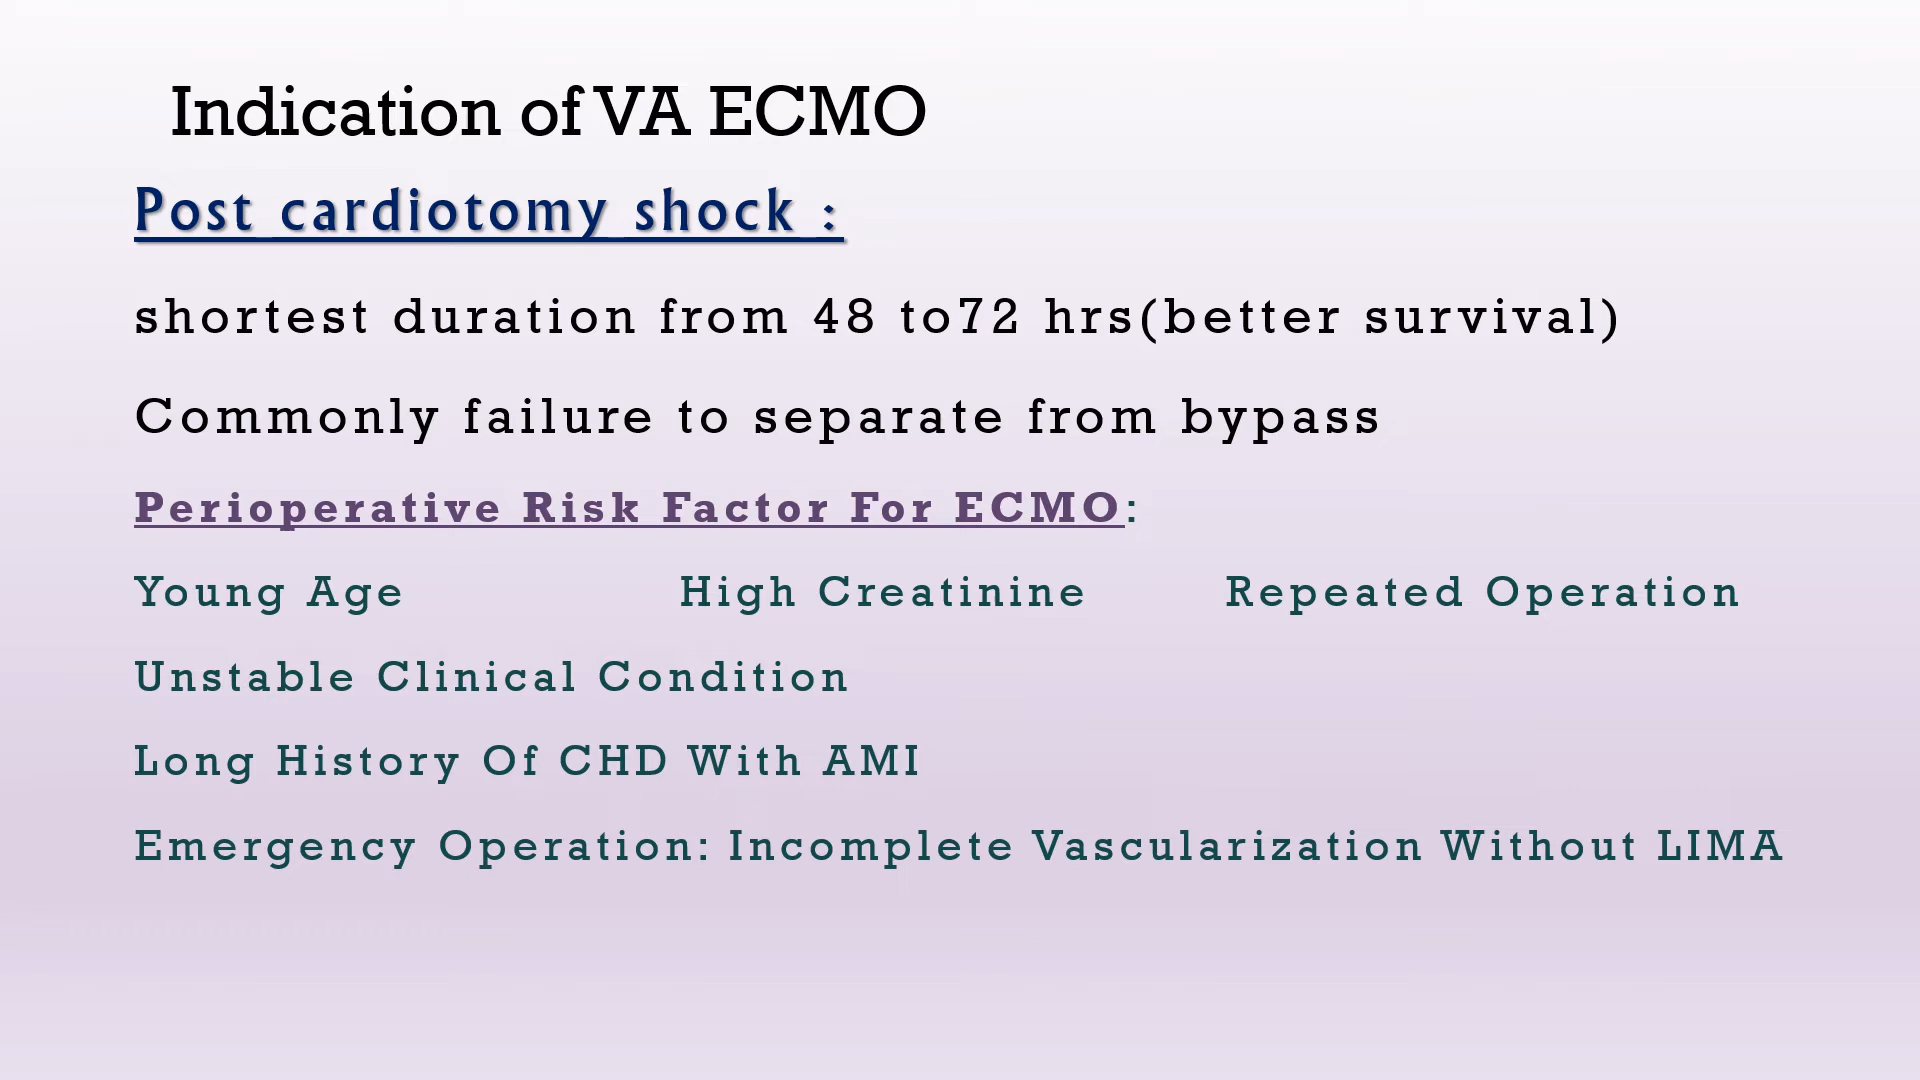 Indication of VA ECMO
Post cardiotomy shock :
shortest duration from 48 to72 hrs(better survival)
Commonly failure to separate from bypass
Perioperative Risk Factor For ECMO:
Young Age High Creatinine Repeated Operation
Unstable Clinical Condition
Long History Of CHD With AMI
Emergency Operation: Incomplete Vascularization Without LIMA